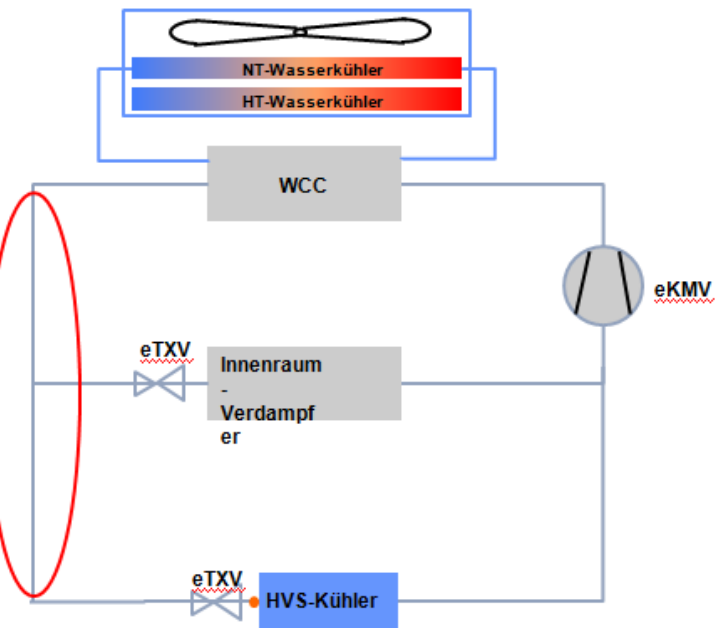 NT-Wasserkühler
HT-Wasserkühler
WCC
eKMV
eTXV
Innenraum
-
Verdampf
er
eTXV
HVS-Kühler